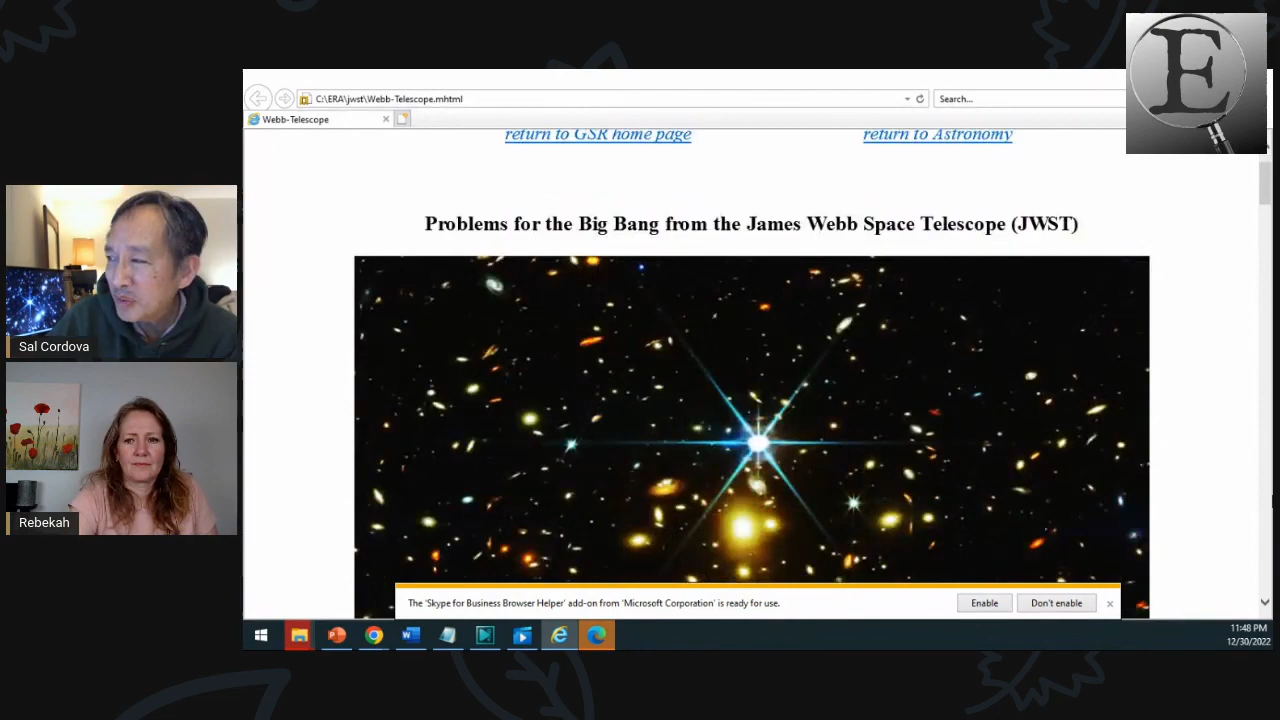 E
C:\ERA\jwst\Webb-Telescope.mhtml
Search...
Webb-Telescope
return to GSR home page
return to Astronomy
Problems for the Big Bang from the James Webb Space Telescope (JWST)
Sal Cordova
Rebekah
The 'Skype for Business Browser Helper' add-on from 'Microsoft Corporation' is ready for use.
Enable
Don't enable
11:48 PM
12/30/2022